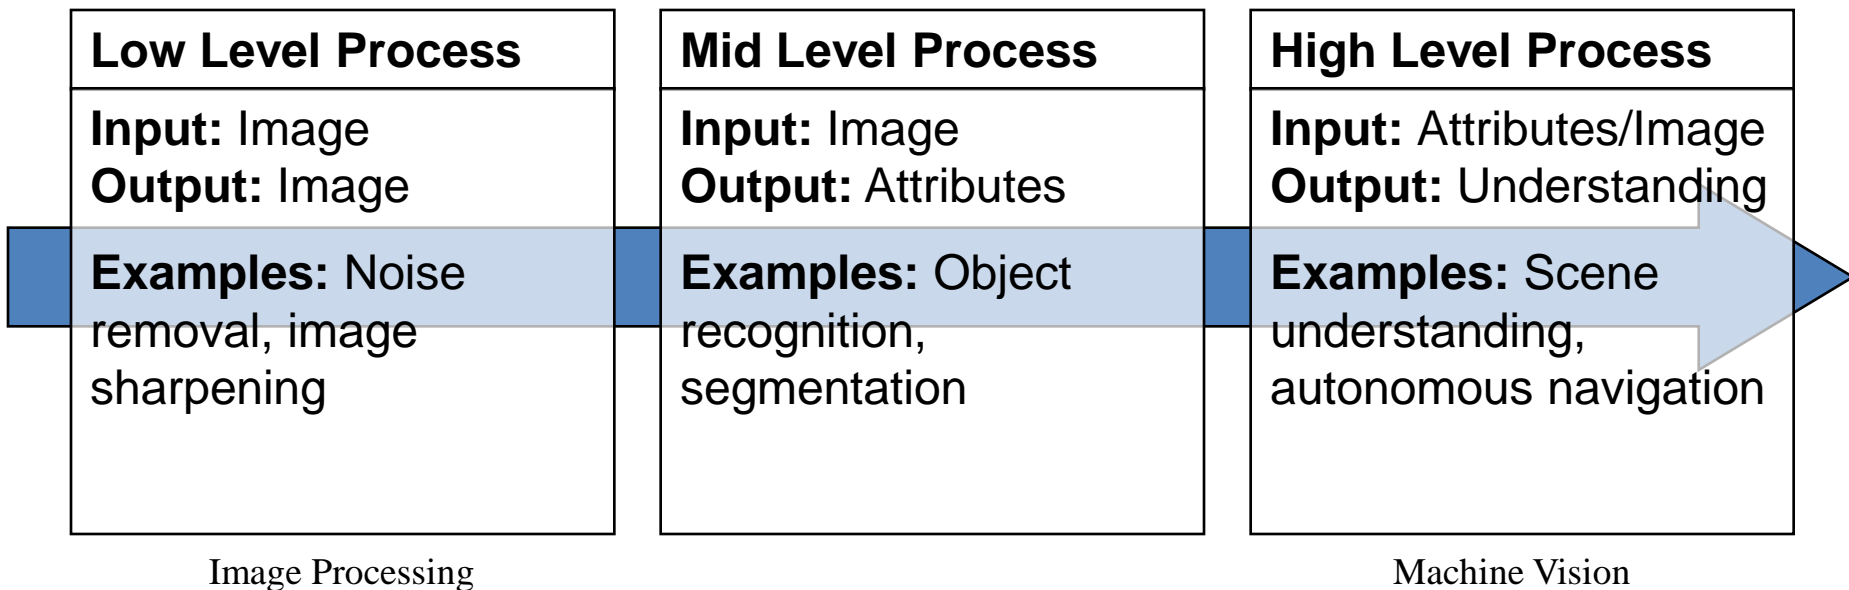 Low Level Process
Input: Image
Output: Image
Examples: Noise
removal, image
sharpening
Mid Level Process
Input: Image
Output: Attributes
Examples: Object
recognition,
segmentation
High Level Process
Input: Attributes/Image
Output: Understanding
Examples: Scene
understanding,
autonomous navigation
Image Processing
Machine Vision